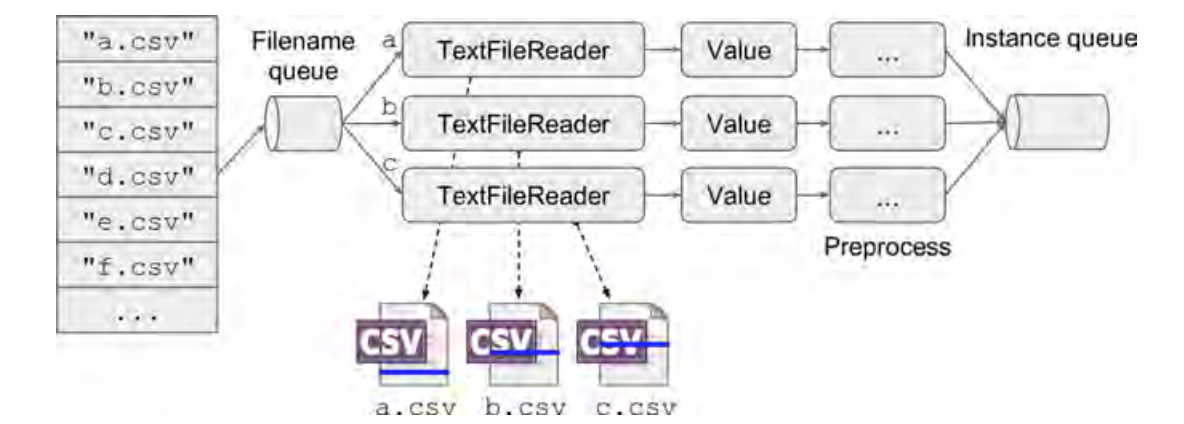 "a.csv"
"b.csv"
"c.csv"
"d.csv"
"e.csv"
"f.csv"
...
Filename
queue
a
TextFileReader
Value
...
b
TextFileReader
Value
...
c
TextFileReader
Value
...
Preprocess
Instance queue
CSV
CSV
CSV
a.csv
b.csv
c.csv